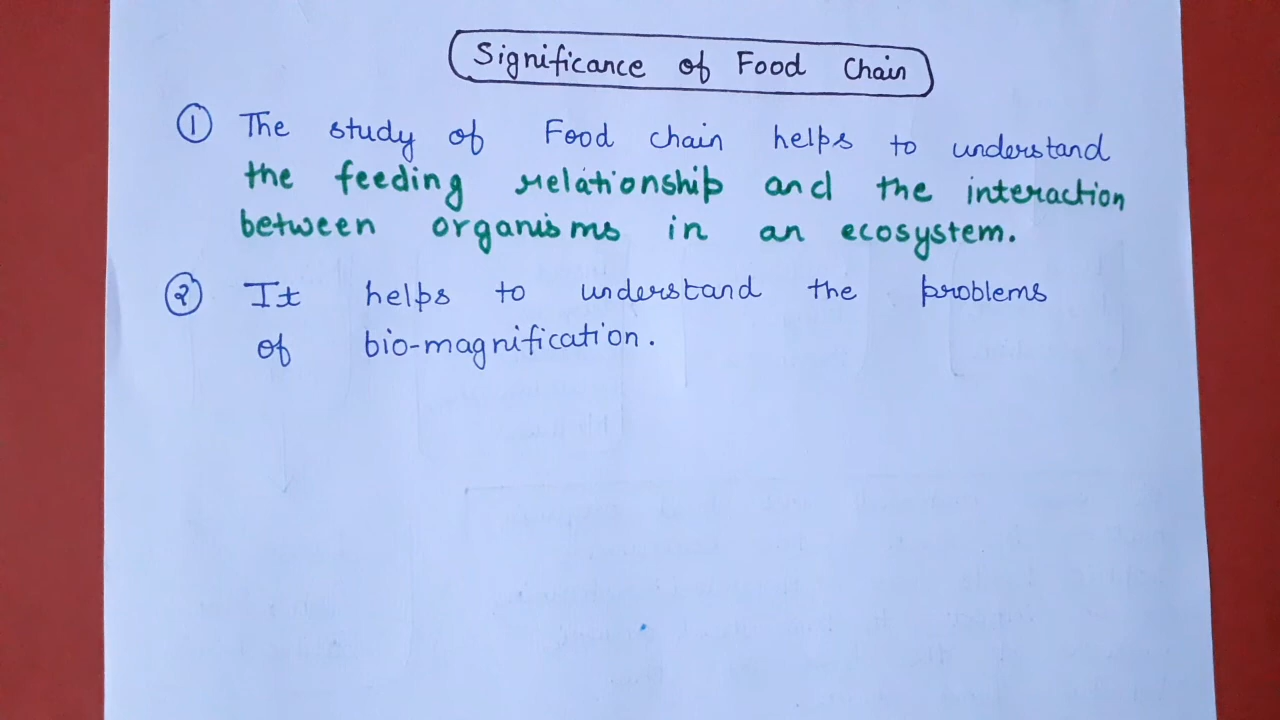 Significance of Food Chain
① The study of Food chain helps to understand
the feeding relationship and the interaction
between organisms in an ecosystem.
② It helps to understand the problems
of bio-magnification.